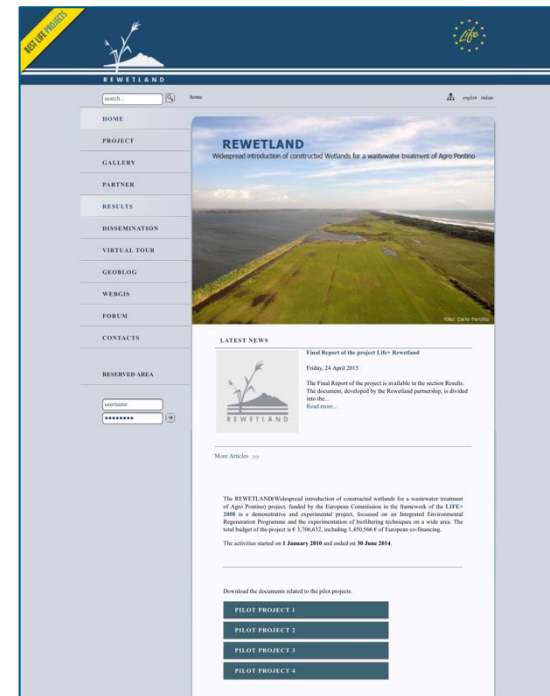 BEST LIFE PROJECTS
Life
REWETLAND
search...
home
english italian
HOME
PROJECT
GALLERY
PARTNER
RESULTS
DISSEMINATION
VIRTUAL TOUR
GEOBLOG
WEBGIS
FORUM
CONTACTS
RESERVED AREA
username
••••••••
REWETLAND
Widespread introduction of constructed Wetlands for a wastewater treatment of Agro Pontino
foto: Carlo Perotto
LATEST NEWS
REWETLAND
Final Report of the project Life+ Rewetland
Friday, 24 April 2015
The Final Report of the project is available in the section Results.
The document, developed by the Rewetland partnership, is divided
into the...
Read more...
More Articles >>
The REWETLAND(Widespread introduction of constructed wetlands for a wastewater treatment
of Agro Pontino) project, funded by the European Commission in the framework of the LIFE+
2008 is a demonstrative and experimental project, focussed on an Integrated Environmental
Regeneration Programme and the experimentation of biofiltering techniques on a wide area. The
total budget of the project is € 3,706,632, including 1,450,566 € of European co-financing.
The activities started on 1 January 2010 and ended on 30 June 2014.
Download the documents related to the pilot projects.
PILOT PROJECT 1
PILOT PROJECT 2
PILOT PROJECT 3
PILOT PROJECT 4